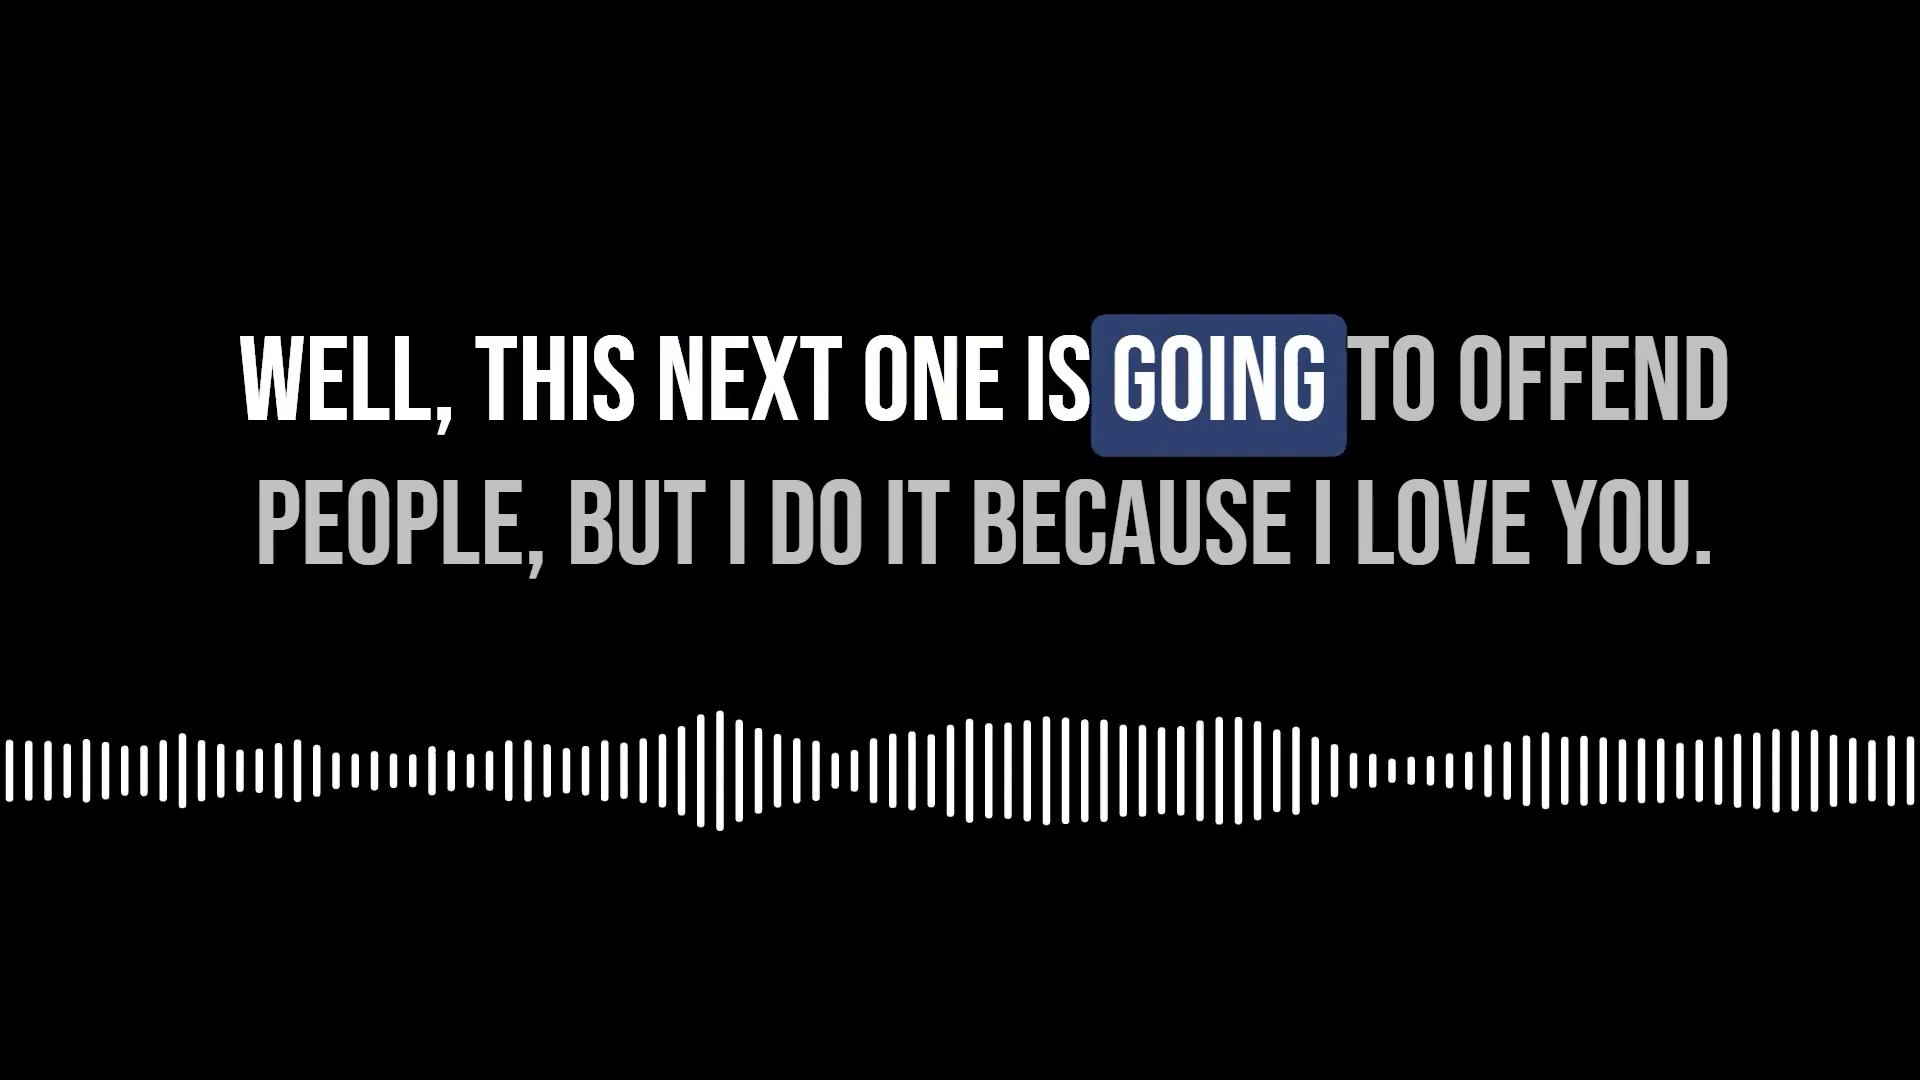 WELL, THIS NEXT ONE IS GOING TO OFFEND
PEOPLE, BUT I DO IT BECAUSE I LOVE YOU.